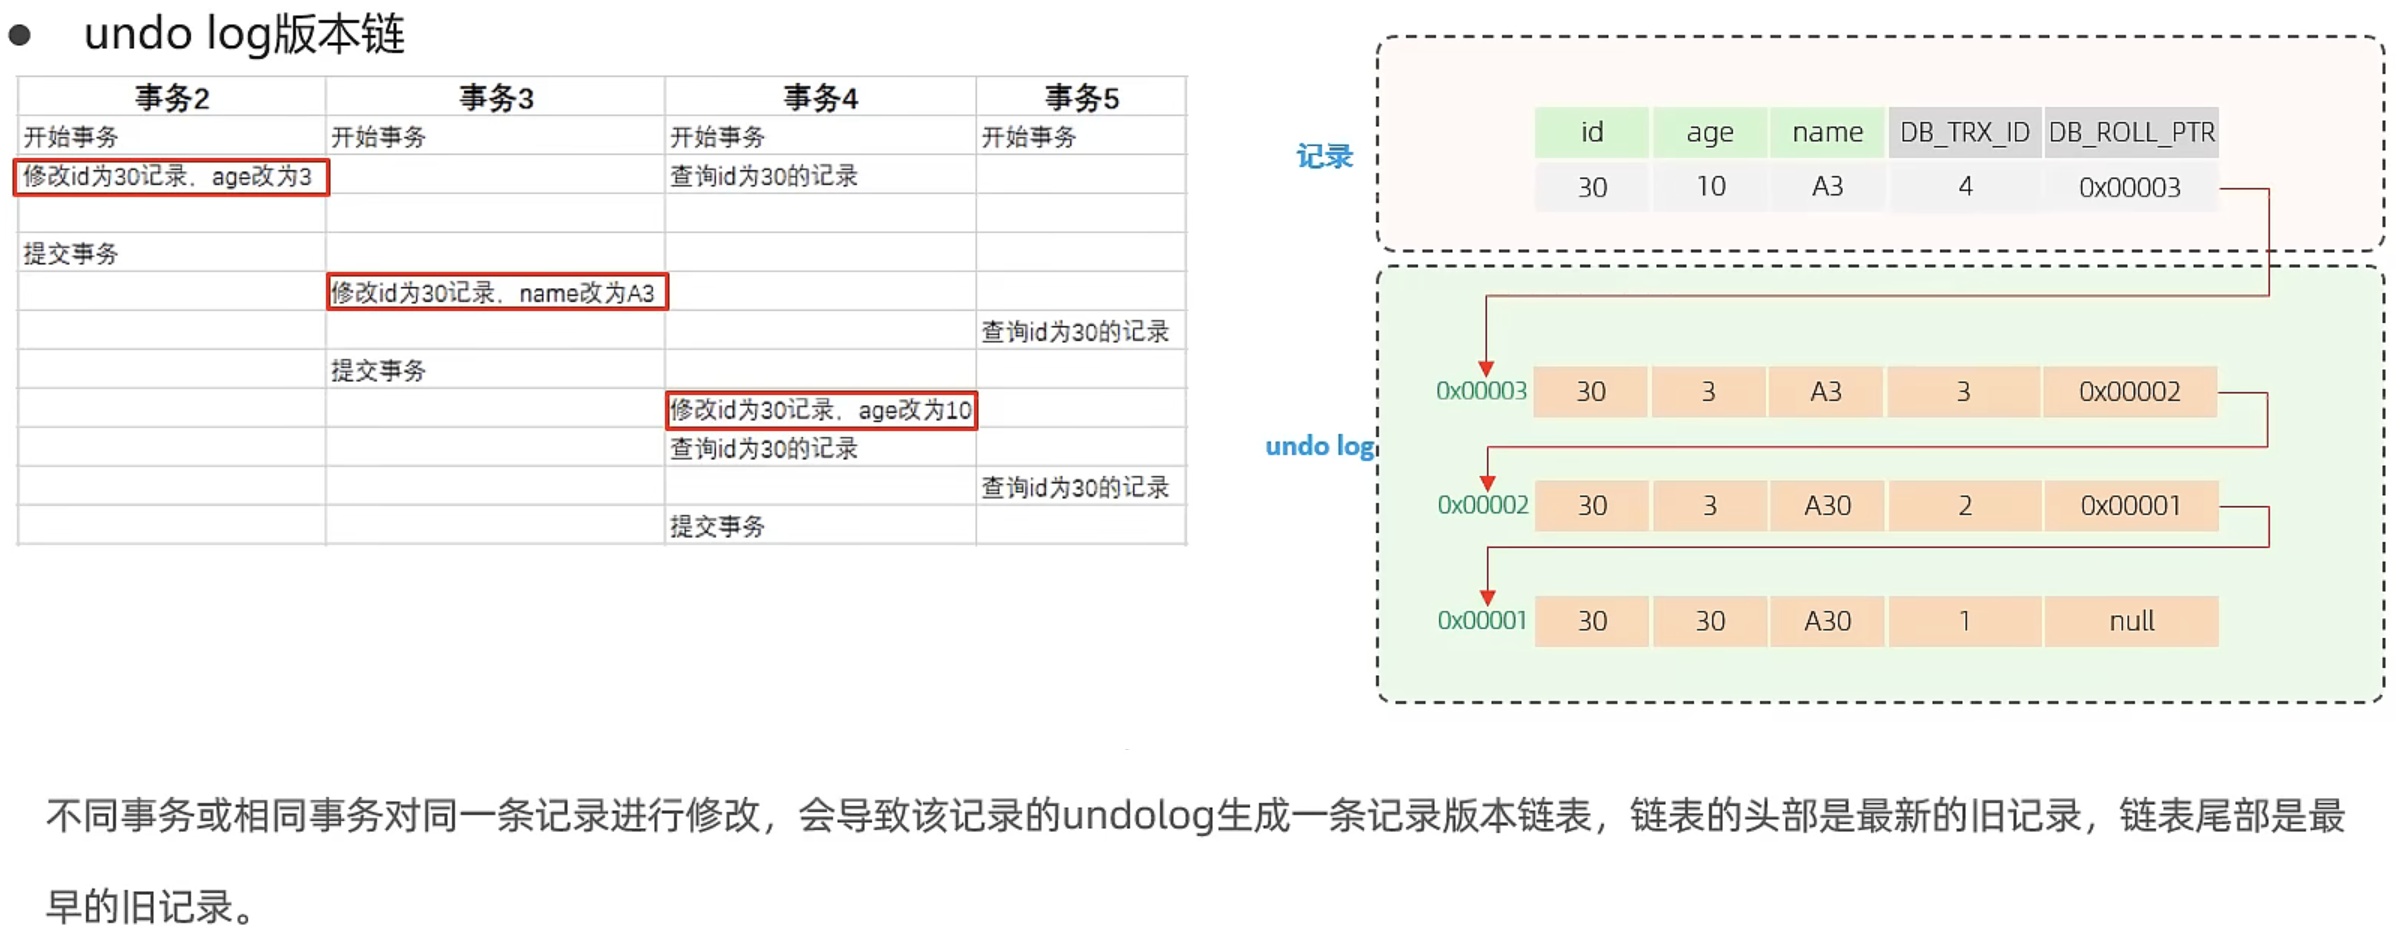 undo log版本链
事务2 事务3 事务4 事务5
开始事务 开始事务 开始事务 开始事务
修改id为30记录，age改为3 查询id为30的记录
提交事务
修改id为30记录，name改为A3
查询id为30的记录
提交事务
修改id为30记录，age改为10
查询id为30的记录
查询id为30的记录
提交事务
记录
id age name DB_TRX_ID DB_ROLL_PTR
30 10 A3 4 0x00003
undo log
0x00003 30 3 A3 3 0x00002
0x00002 30 3 A30 2 0x00001
0x00001 30 30 A30 1 null
不同事务或相同事务对同一条记录进行修改，会导致该记录的undolog生成一条记录版本链表，链表的头部是最新的旧记录，链表尾部是最
早的旧记录。